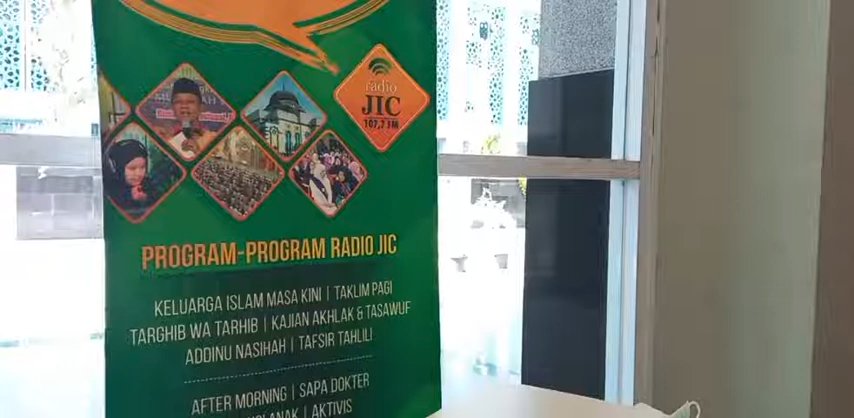 radio
JIC
107,7 FM
PROGRAM-PROGRAM RADIO JIC
KELUARGA ISLAM MASA KINI | TAKLIM PAGI
TARGHIB WA TARHIB | KAJIAN AKHLAK & TASAWUF
ADDINU NASIHAH | TAFSIR TAHLILI
AFTER MORNING | SAPA DOKTER
ANAK | AKTIVIS